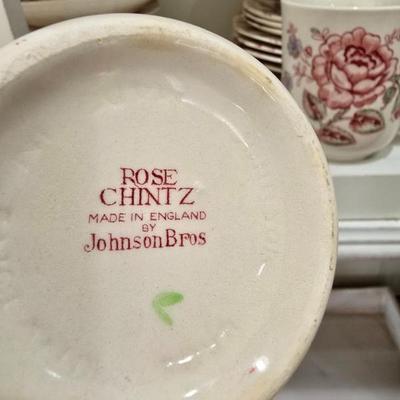 ROSE
CHINTZ
MADE IN ENGLAND
BY
JohnsonBros